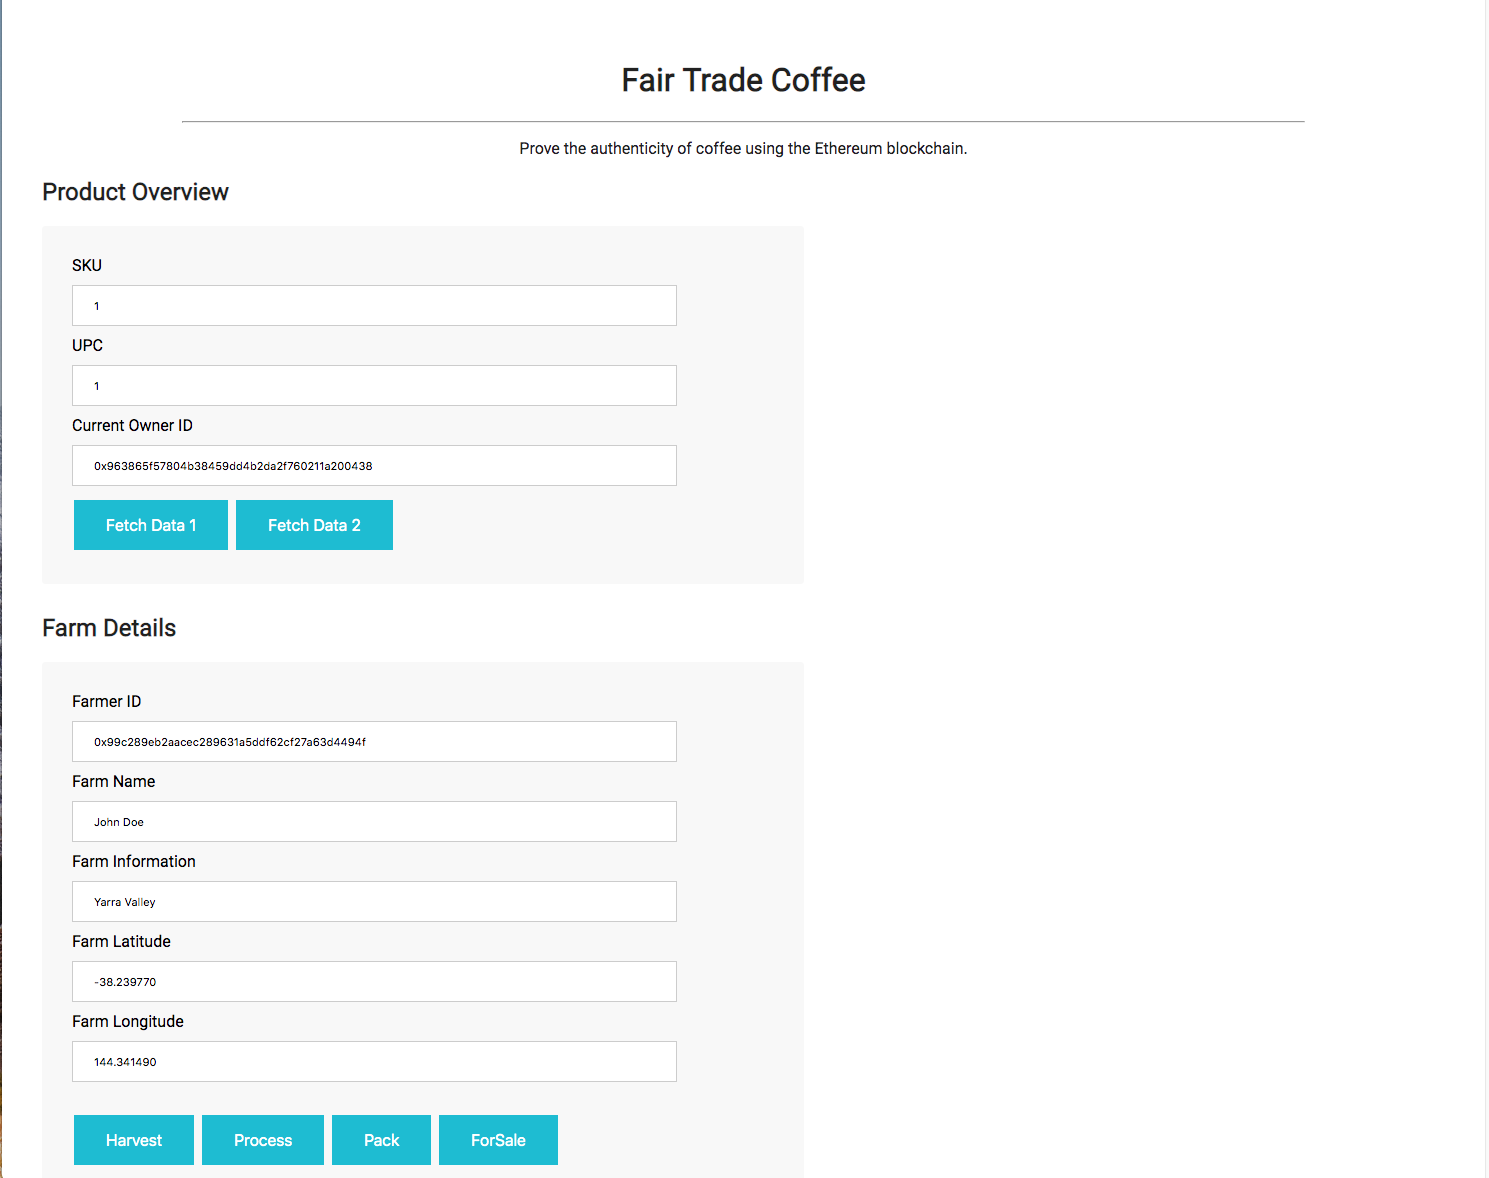 Fair Trade Coffee
Prove the authenticity of coffee using the Ethereum blockchain.
Product Overview
SKU
1
UPC
1
Current Owner ID
0x963865f57804b38459dd4b2da2f760211a200438
Fetch Data 1 Fetch Data 2
Farm Details
Farmer ID
0x99c289eb2aacec289631a5ddf62cf27a63d4494f
Farm Name
John Doe
Farm Information
Yarra Valley
Farm Latitude
-38.239770
Farm Longitude
144.341490
Harvest Process Pack ForSale